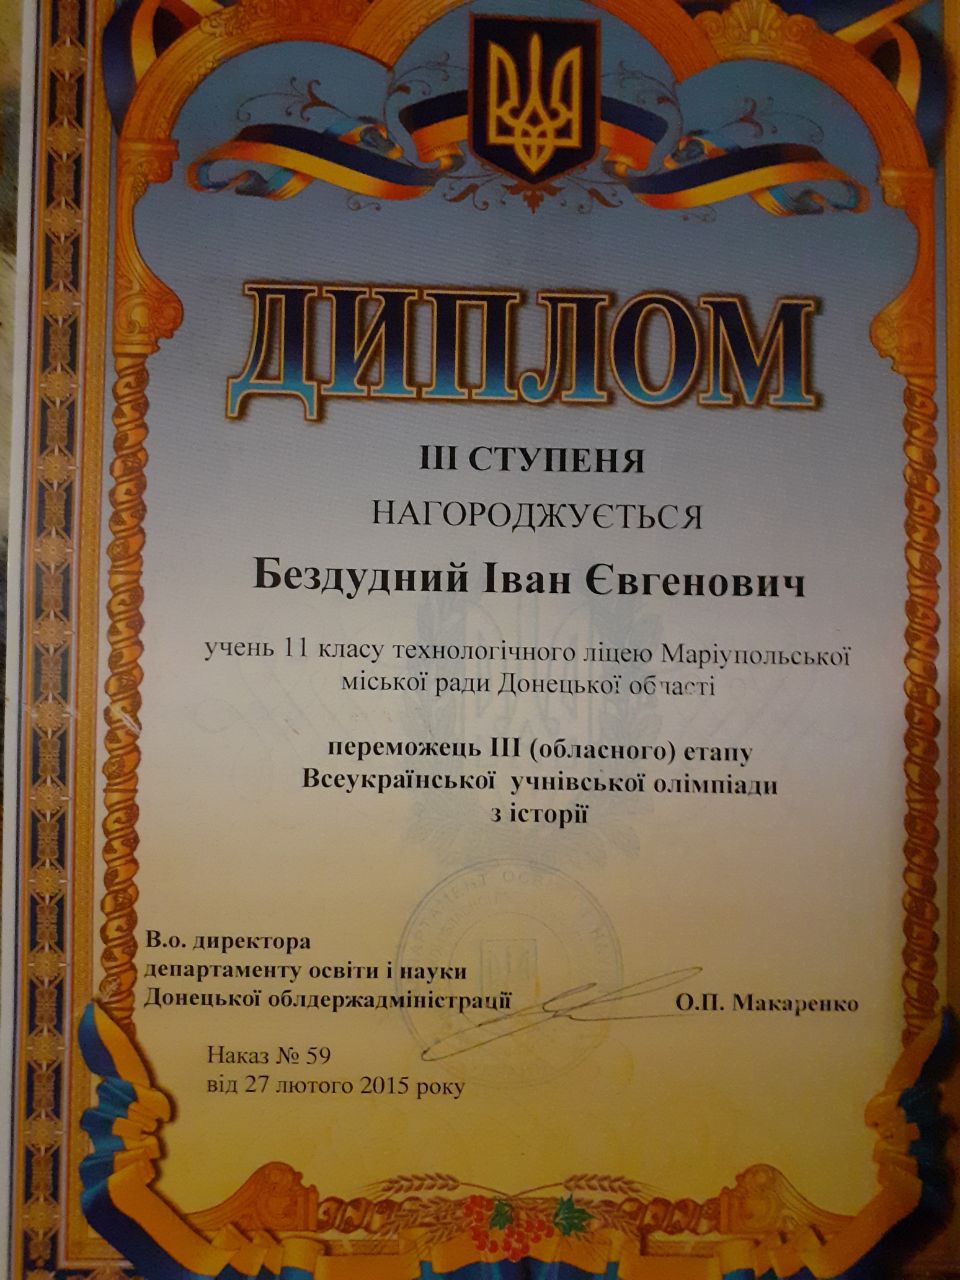 ДИПЛОМ
ІІІ СТУПЕНЯ
НАГОРОДЖУЄТЬСЯ
Бездудний Іван Євгенович
учень 11 класу технологічного ліцею Маріупольської
міської ради Донецької області
переможець ІІІ (обласного) етапу
Всеукраїнської учнівської олімпіади
з історії
В.о. директора
департаменту освіти і науки
Донецької облдержадміністрації
О.П. Макаренко
Наказ № 59
від 27 лютого 2015 року